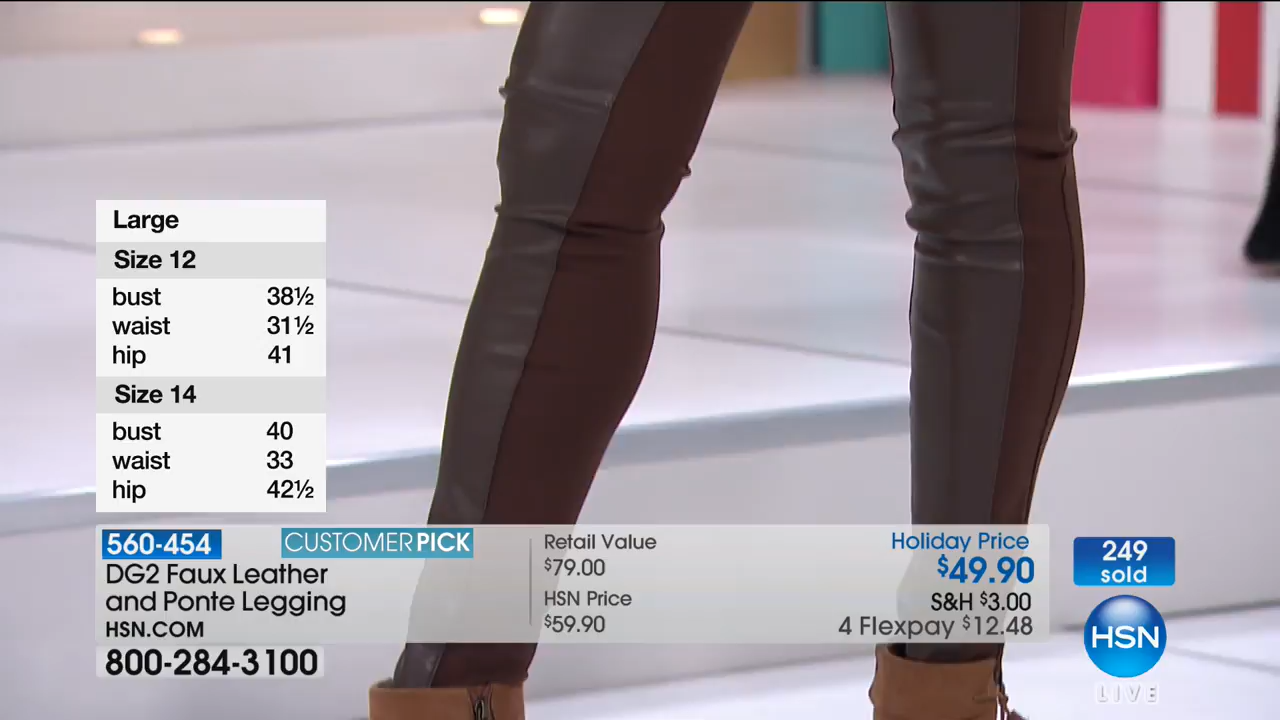 Large
Size 12
bust 38½
waist 31½
hip 41
Size 14
bust 40
waist 33
hip 42½
560-454
CUSTOMERPICK
DG2 Faux Leather
and Ponte Legging
HSN.COM
800-284-3100
Retail Value
$79.00
HSN Price
$59.90
Holiday Price
$49.90
S&H $3.00
4 Flexpay $12.48
249
sold
HSN
LIVE